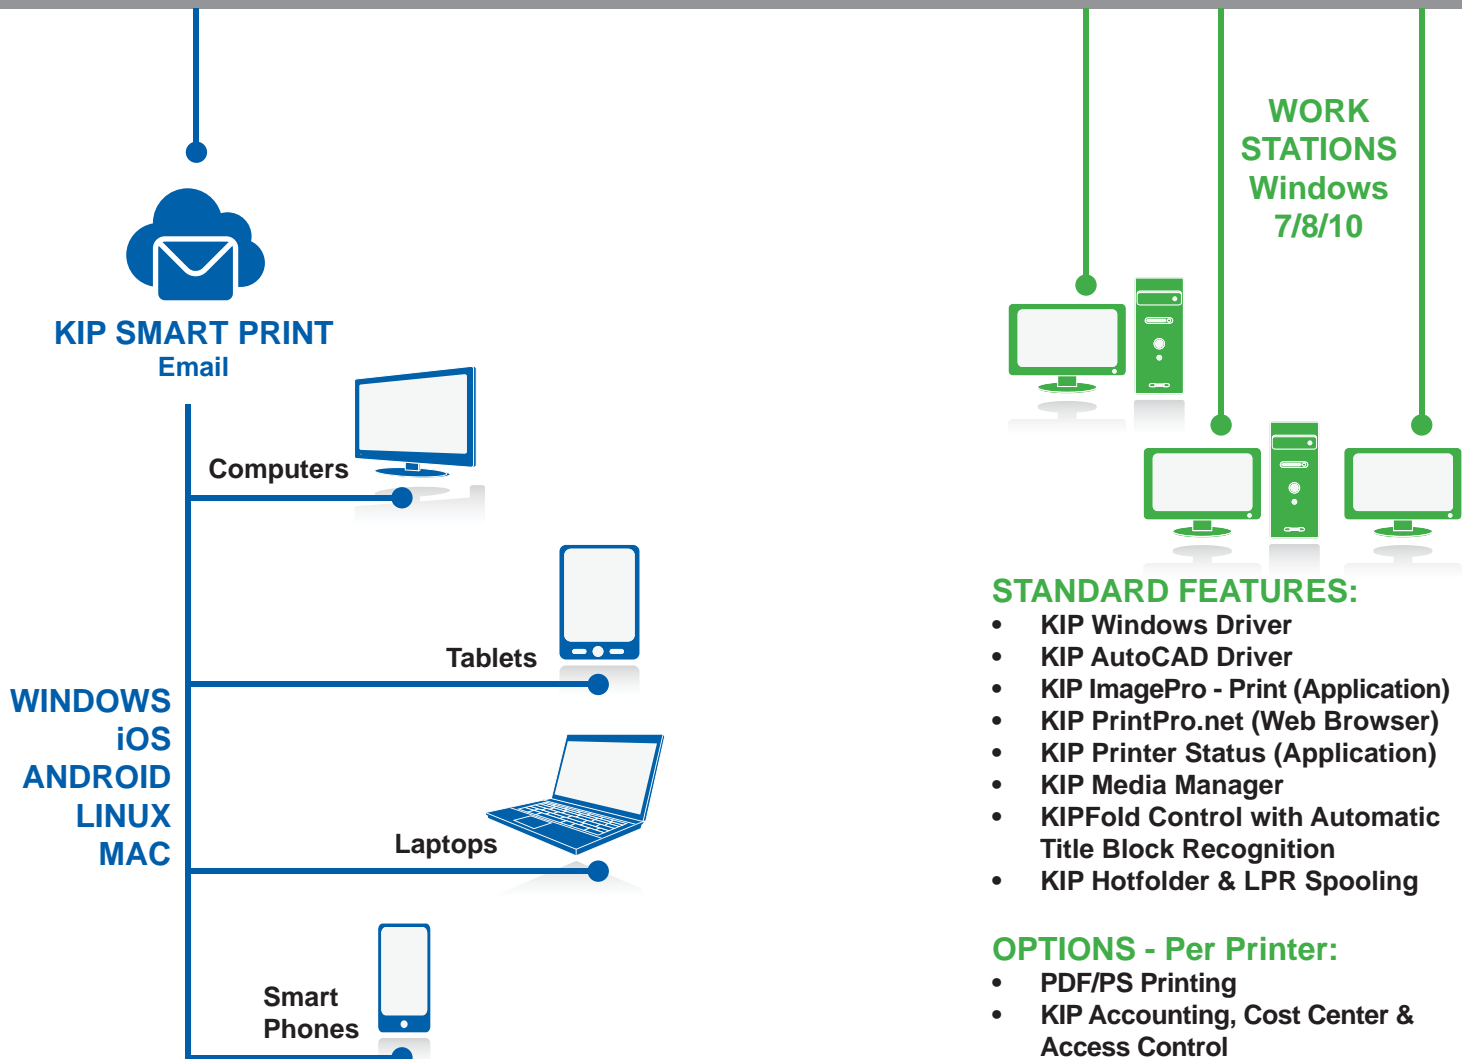 KIP SMART PRINT
Email
Computers
Tablets
WINDOWS
iOS
ANDROID
LINUX
MAC
Laptops
Smart
Phones
WORK
STATIONS
Windows
7/8/10
STANDARD FEATURES:
• KIP Windows Driver
• KIP AutoCAD Driver
• KIP ImagePro - Print (Application)
• KIP PrintPro.net (Web Browser)
• KIP Printer Status (Application)
• KIP Media Manager
• KIPFold Control with Automatic
Title Block Recognition
• KIP Hotfolder & LPR Spooling
OPTIONS - Per Printer:
• PDF/PS Printing
• KIP Accounting, Cost Center &
Access Control